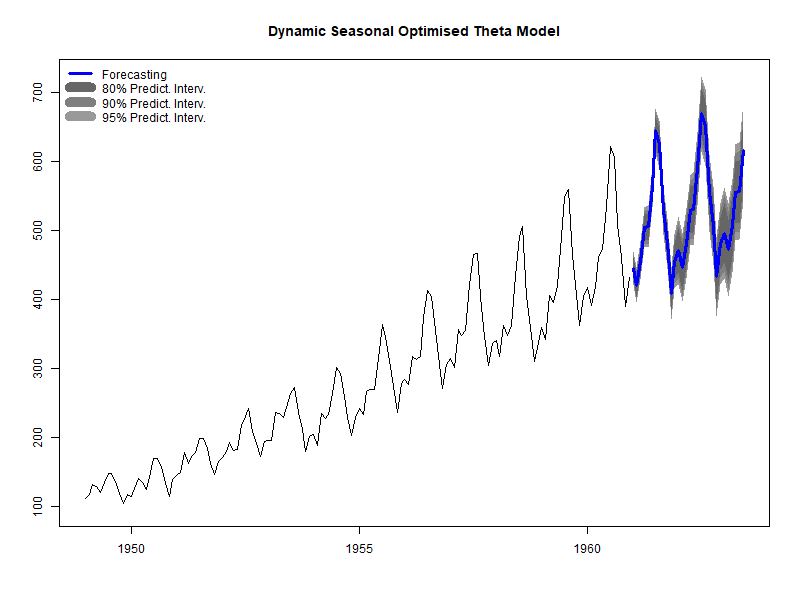 Dynamic Seasonal Optimised Theta Model
Forecasting
80% Predict. Interv.
90% Predict. Interv.
95% Predict. Interv.
700
600
500
400
300
200
100
1950 1955 1960